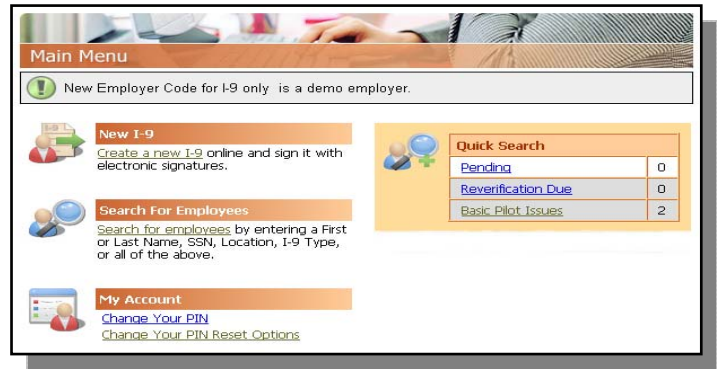 Main Menu
New Employer Code for I-9 only is a demo employer.
New I-9
Create a new I-9 online and sign it with
electronic signatures.
Search For Employees
Search for employees by entering a First
or Last Name, SSN, Location, I-9 Type,
or all of the above.
My Account
Change Your PIN
Change Your PIN Reset Options
Quick Search
Pending 0
Reverification Due 0
Basic Pilot Issues 2